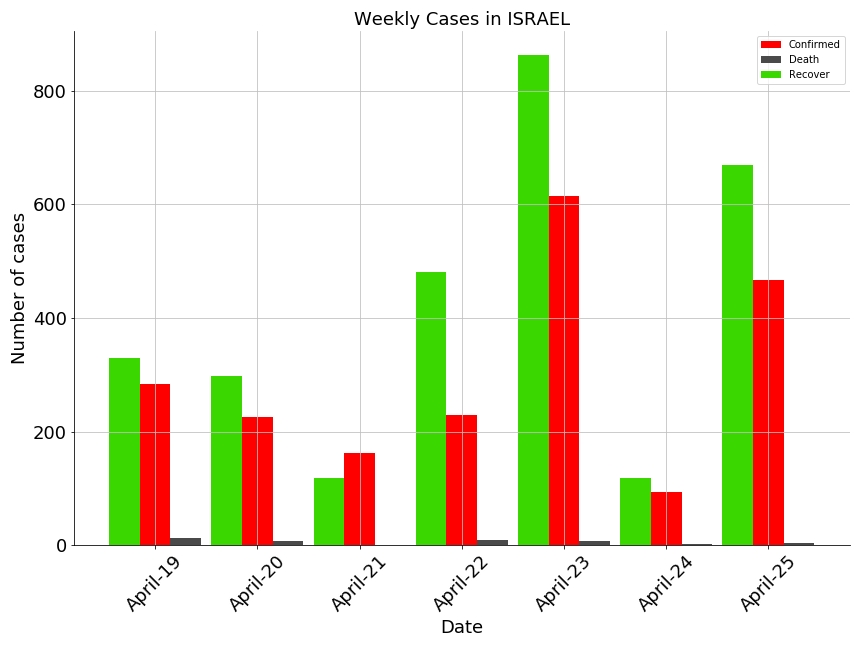 Weekly Cases in ISRAEL
Confirmed
Death
Recover
Number of cases
800
600
400
200
0
April-19
April-20
April-21
April-22
April-23
April-24
April-25
Date